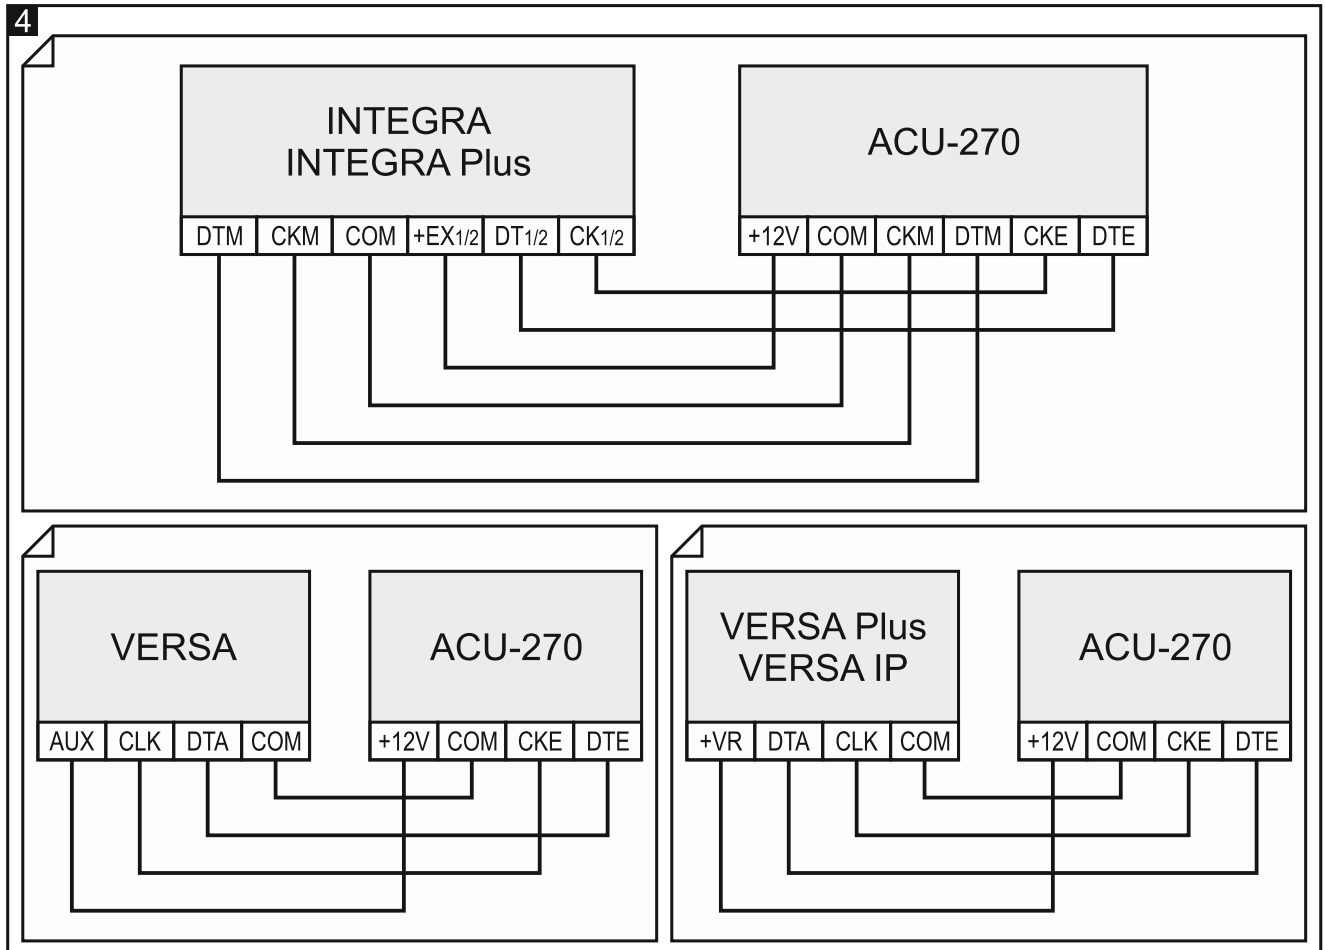 4
INTEGRA
INTEGRA Plus
ACU-270
DTM CKM COM +EX1/2 DT1/2 CK1/2
+12V COM CKM DTM CKE DTE
VERSA
ACU-270
AUX CLK DTA COM
+12V COM CKE DTE
VERSA Plus
VERSA IP
ACU-270
+VR DTA CLK COM
+12V COM CKE DTE